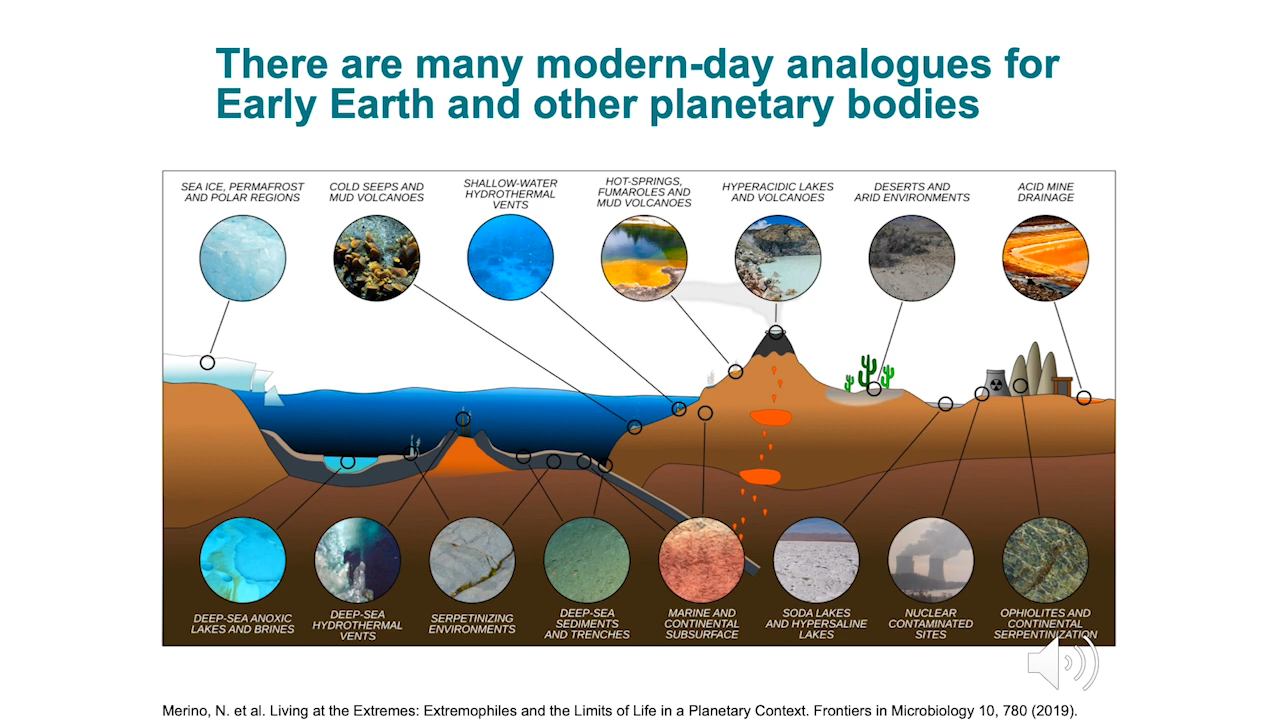 There are many modern-day analogues for
Early Earth and other planetary bodies
SEA ICE, PERMAFROST
AND POLAR REGIONS
COLD SEEPS AND
MUD VOLCANOES
SHALLOW-WATER
HYDROTHERMAL
VENTS
HOT-SPRINGS,
FUMAROLES AND
MUD VOLCANOES
HYPERACIDIC LAKES
AND VOLCANOES
DESERTS AND
ARID ENVIRONMENTS
ACID MINE
DRAINAGE
DEEP-SEA ANOXIC
LAKES AND BRINES
DEEP-SEA
HYDROTHERMAL
VENTS
SERPETINIZING
ENVIRONMENTS
DEEP-SEA
SEDIMENTS
AND TRENCHES
MARINE AND
CONTINENTAL
SUBSURFACE
SODA LAKES
AND HYPERSALINE
LAKES
NUCLEAR
CONTAMINATED
SITES
OPHIOLITES AND
CONTINENTAL
SERPENTINIZATION
Merino, N. et al. Living at the Extremes: Extremophiles and the Limits of Life in a Planetary Context. Frontiers in Microbiology 10, 780 (2019).